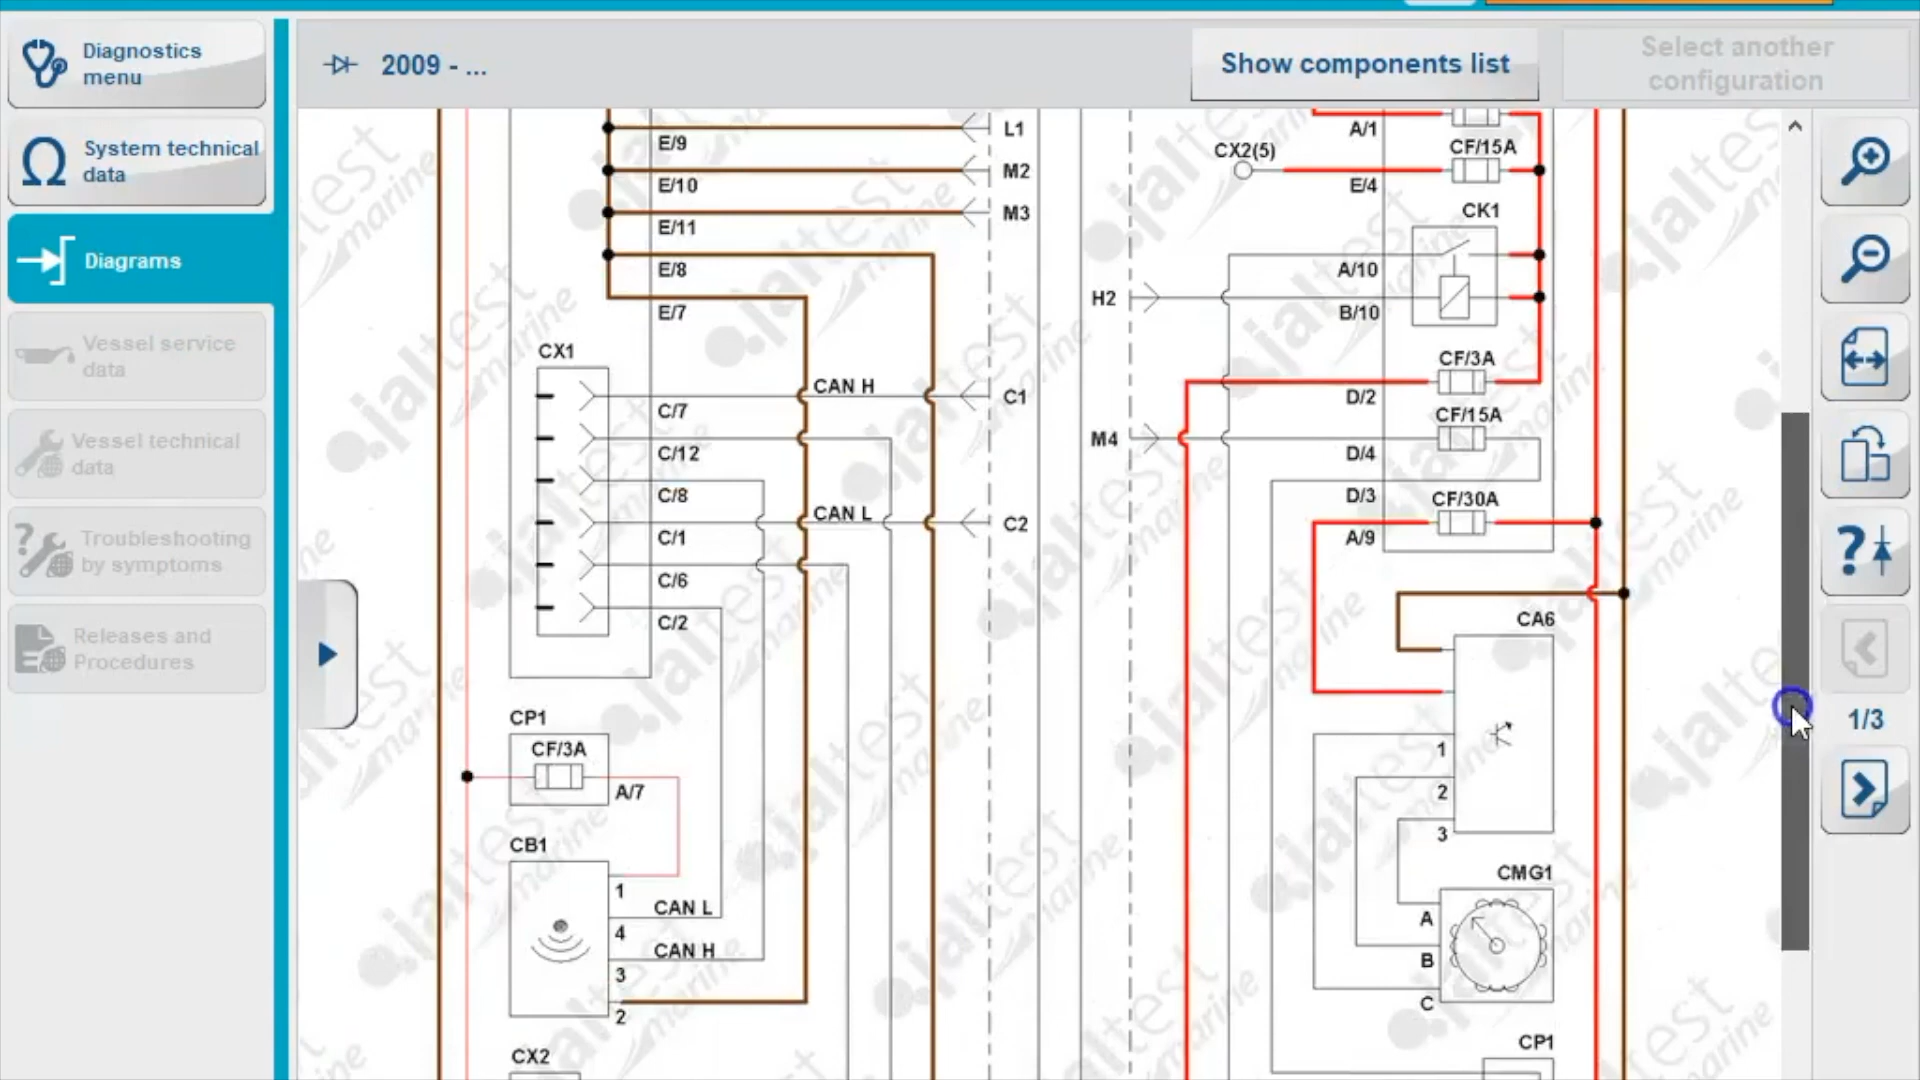 Diagnostics
menu
System technical
data
Diagrams
Vessel service
data
Vessel technical
data
Troubleshooting
by symptoms
Releases and
Procedures
2009 - ...
Show components list
Select another
configuration
E/9
L1
E/10
M2
E/11
M3
E/8
E/7
CX1
CAN H
C1
C/7
C/12
C/8
CAN L
C2
C/1
C/6
C/2
CP1
CF/3A
A/7
CB1
1
CAN L
4
CAN H
3
2
CX2
A/1
CX2(5)
CF/15A
E/4
CK1
A/10
H2
B/10
CF/3A
D/2
CF/15A
M4
D/4
D/3
CF/30A
A/9
CA6
1
2
3
CMG1
A
B
C
CP1
1/3
jaltest
marine